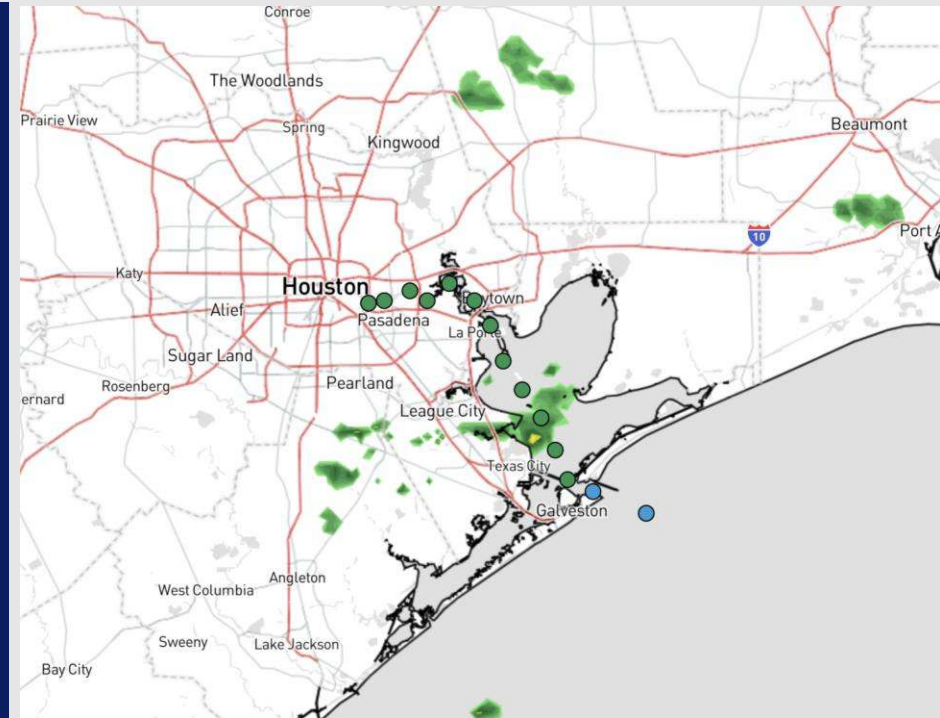 Conroe
The Woodlands
Prairie View
Beaumont
Spring
Kingwood
Port A
10
Katy
Houston
Baytown
Alief
Pasadena
La Porte
Sugar Land
Pearland
Rosenberg
ernard
League City
Texas City
Galveston
Angleton
West Columbia
Sweeny
Lake Jackson
Bay City